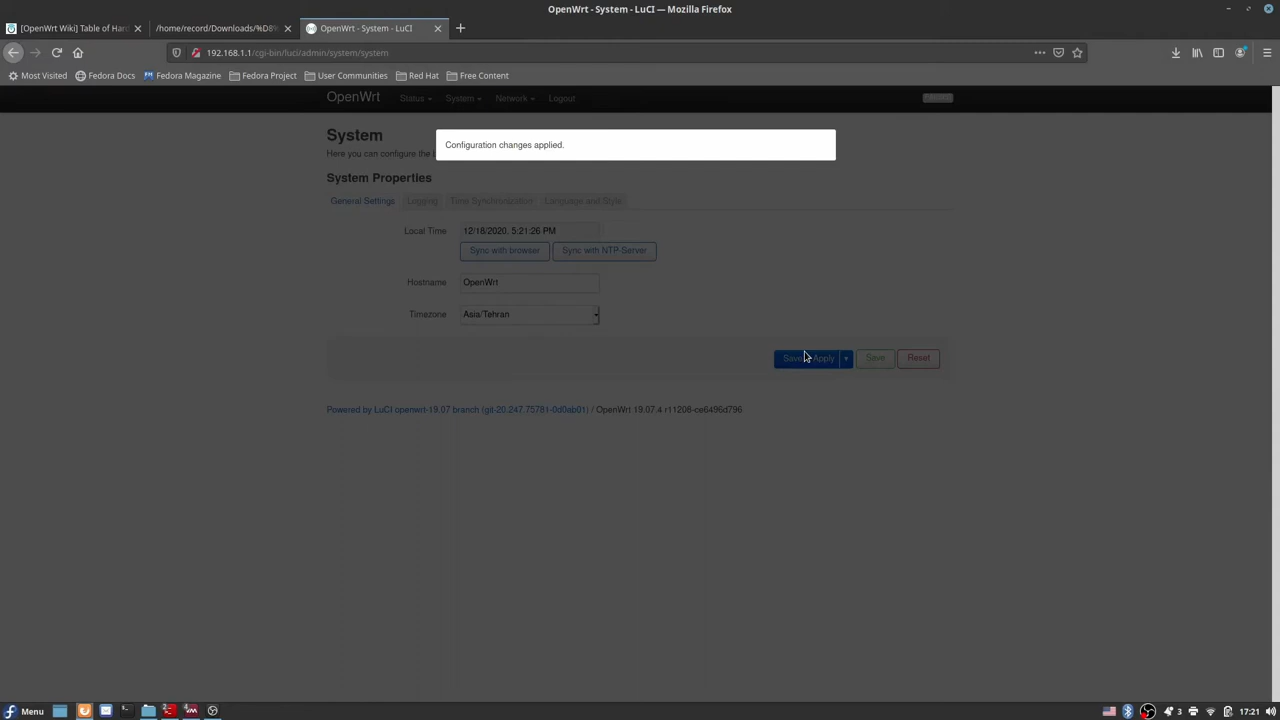 OpenWrt - System - LuCI — Mozilla Firefox
[OpenWrt Wiki] Table of Hard
/home/record/Downloads/%D8%
OpenWrt - System - LuCI
192.168.1.1/cgi-bin/luci/admin/system/system
Most Visited
Fedora Docs
Fedora Magazine
Fedora Project
User Communities
Red Hat
Free Content
OpenWrt
Status
System
Network
Logout
System
Configuration changes applied.
Here you can configure the
System Properties
General Settings
Logging
Time Synchronization
Language and Style
Local Time
12/18/2020, 5:21:26 PM
Sync with browser
Sync with NTP-Server
Hostname
OpenWrt
Timezone
Asia/Tehran
Save & Apply
Save
Reset
Powered by LuCI openwrt-19.07 branch (git-20.247.75781-0d0ab01) / OpenWrt 19.07.4 r11208-ce6496d796
Menu
3
17:21